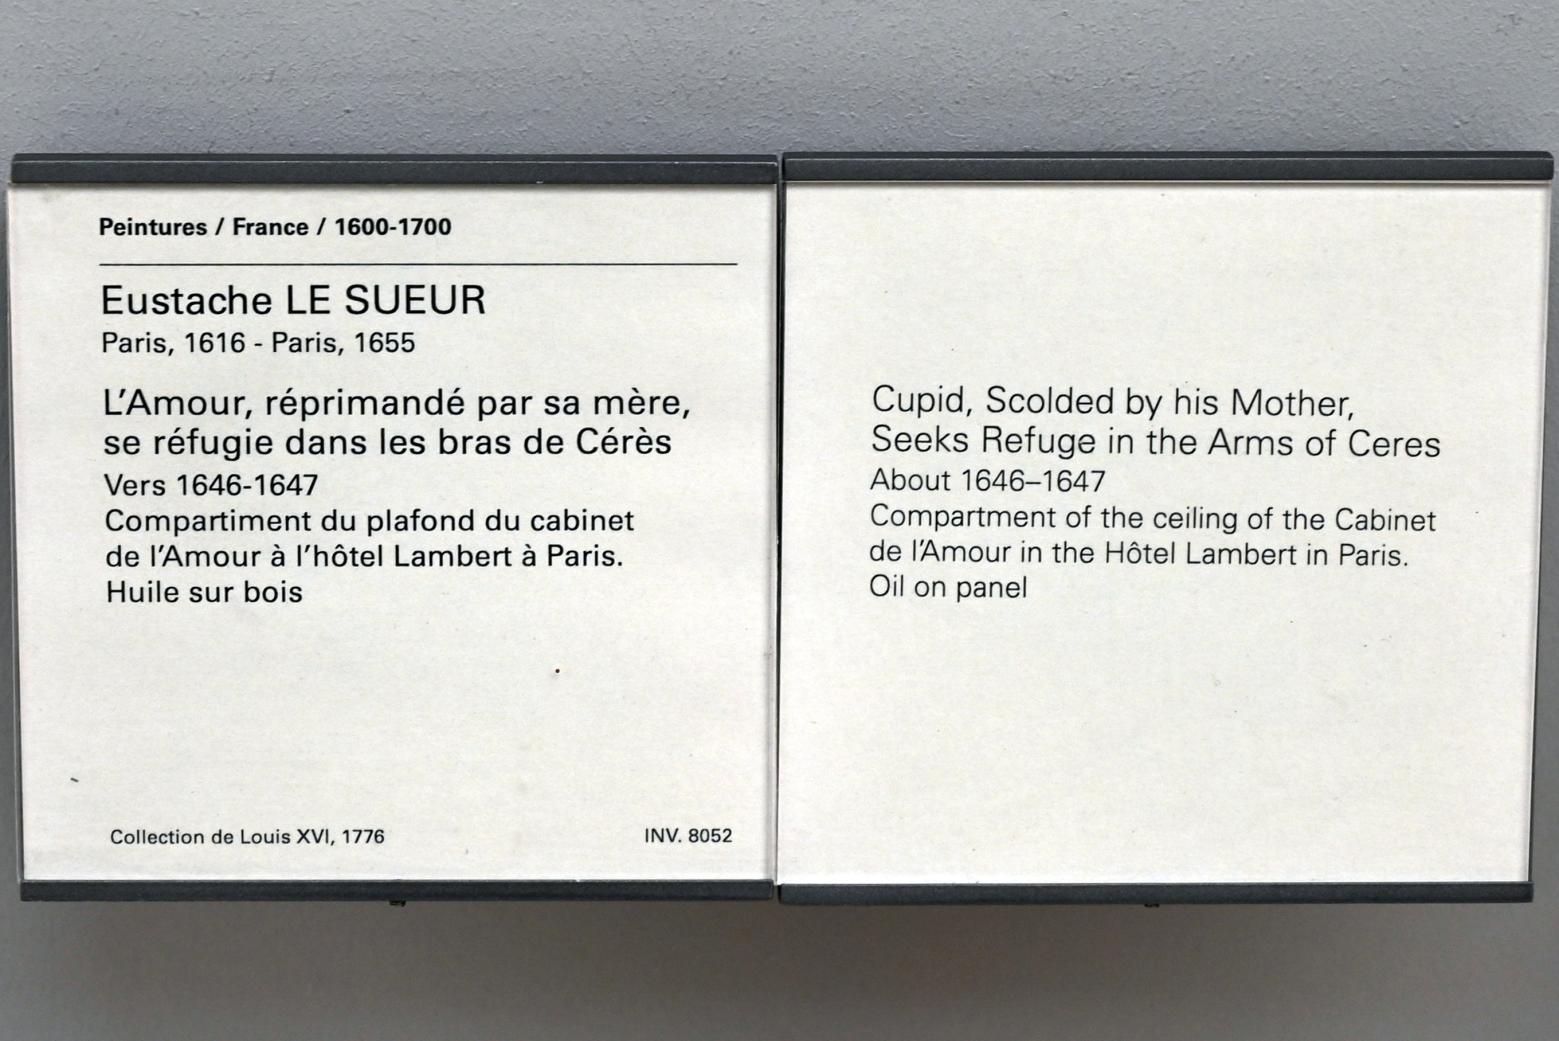 Peintures / France / 1600-1700
Eustache LE SUEUR
Paris, 1616 - Paris, 1655
L’Amour, réprimandé par sa mère,
se réfugie dans les bras de Cérès
Vers 1646-1647
Compartiment du plafond du cabinet
de l’Amour à l’hôtel Lambert à Paris.
Huile sur bois
Collection de Louis XVI, 1776
INV. 8052
Cupid, Scolded by his Mother,
Seeks Refuge in the Arms of Ceres
About 1646–1647
Compartment of the ceiling of the Cabinet
de l’Amour in the Hôtel Lambert in Paris.
Oil on panel